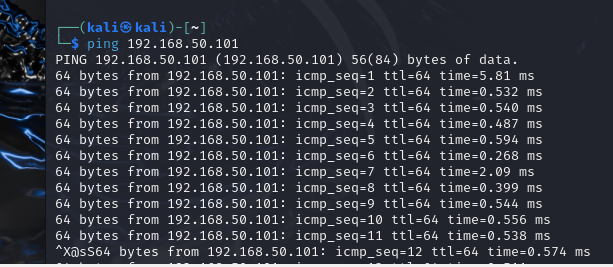 ┌──(kali㉿kali)-[~]
└─$ ping 192.168.50.101
PING 192.168.50.101 (192.168.50.101) 56(84) bytes of data.
64 bytes from 192.168.50.101: icmp_seq=1 ttl=64 time=5.81 ms
64 bytes from 192.168.50.101: icmp_seq=2 ttl=64 time=0.532 ms
64 bytes from 192.168.50.101: icmp_seq=3 ttl=64 time=0.540 ms
64 bytes from 192.168.50.101: icmp_seq=4 ttl=64 time=0.487 ms
64 bytes from 192.168.50.101: icmp_seq=5 ttl=64 time=0.594 ms
64 bytes from 192.168.50.101: icmp_seq=6 ttl=64 time=0.268 ms
64 bytes from 192.168.50.101: icmp_seq=7 ttl=64 time=2.09 ms
64 bytes from 192.168.50.101: icmp_seq=8 ttl=64 time=0.399 ms
64 bytes from 192.168.50.101: icmp_seq=9 ttl=64 time=0.544 ms
64 bytes from 192.168.50.101: icmp_seq=10 ttl=64 time=0.556 ms
64 bytes from 192.168.50.101: icmp_seq=11 ttl=64 time=0.538 ms
^X@sS64 bytes from 192.168.50.101: icmp_seq=12 ttl=64 time=0.574 ms